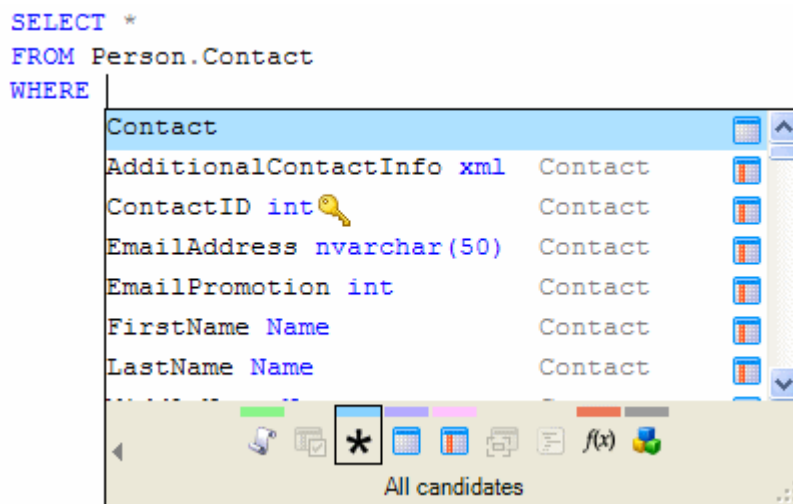 SELECT *
FROM Person.Contact
WHERE
Contact
AdditionalContactInfo xml Contact
ContactID int Contact
EmailAddress nvarchar(50) Contact
EmailPromotion int Contact
FirstName Name Contact
LastName Name Contact
* f(x)
All candidates